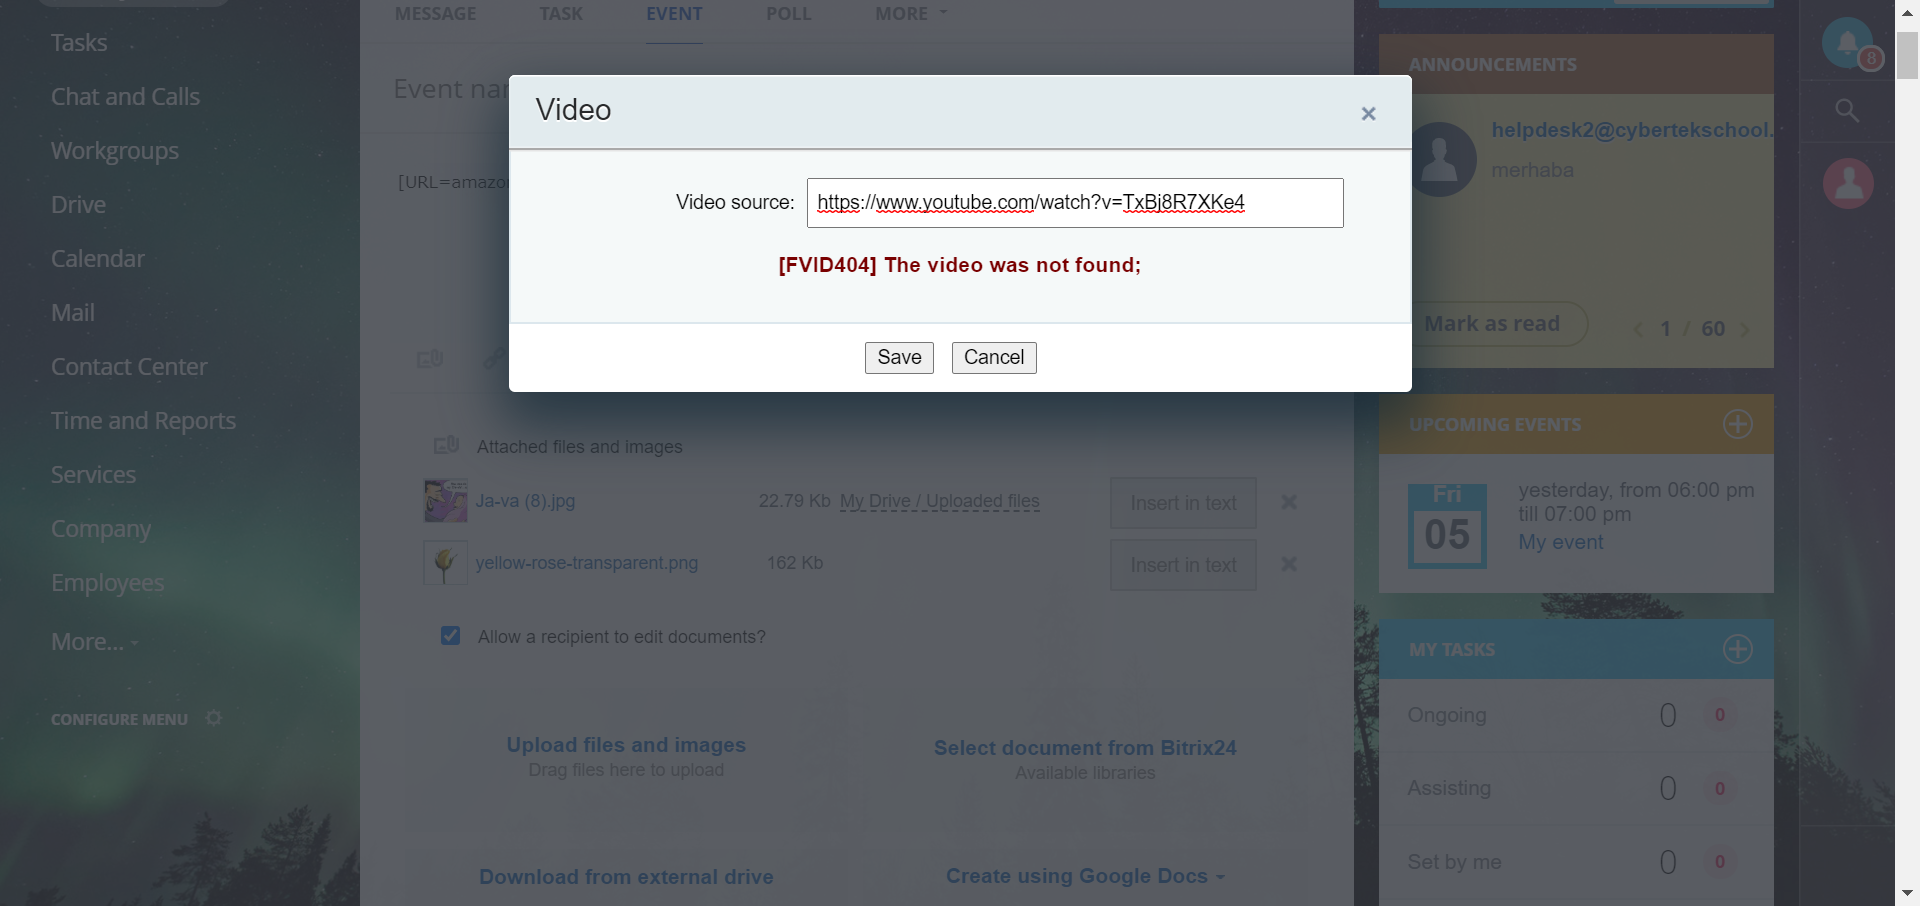 Tasks
Chat and Calls
Workgroups
Drive
Calendar
Mail
Contact Center
Time and Reports
Services
Company
Employees
More...
CONFIGURE MENU
MESSAGE TASK EVENT POLL MORE
Event
[URL=amazon
Video
×
Video source: https://www.youtube.com/watch?v=TxBj8R7XKe4
[FVID404] The video was not found;
Save Cancel
Attached files and images
Ja-va (8).jpg 22.79 Kb My Drive / Uploaded files Insert in text
yellow-rose-transparent.png 162 Kb Insert in text
Allow a recipient to edit documents?
Upload files and images
Drag files here to upload
Select document from Bitrix24
Available libraries
Download from external drive
Create using Google Docs
ANNOUNCEMENTS
helpdesk2@cybertekschool.
merhaba
Mark as read
1 / 60
UPCOMING EVENTS
Fri
05
yesterday, from 06:00 pm
till 07:00 pm
My event
MY TASKS
Ongoing 0 0
Assisting 0 0
Set by me 0 0
8